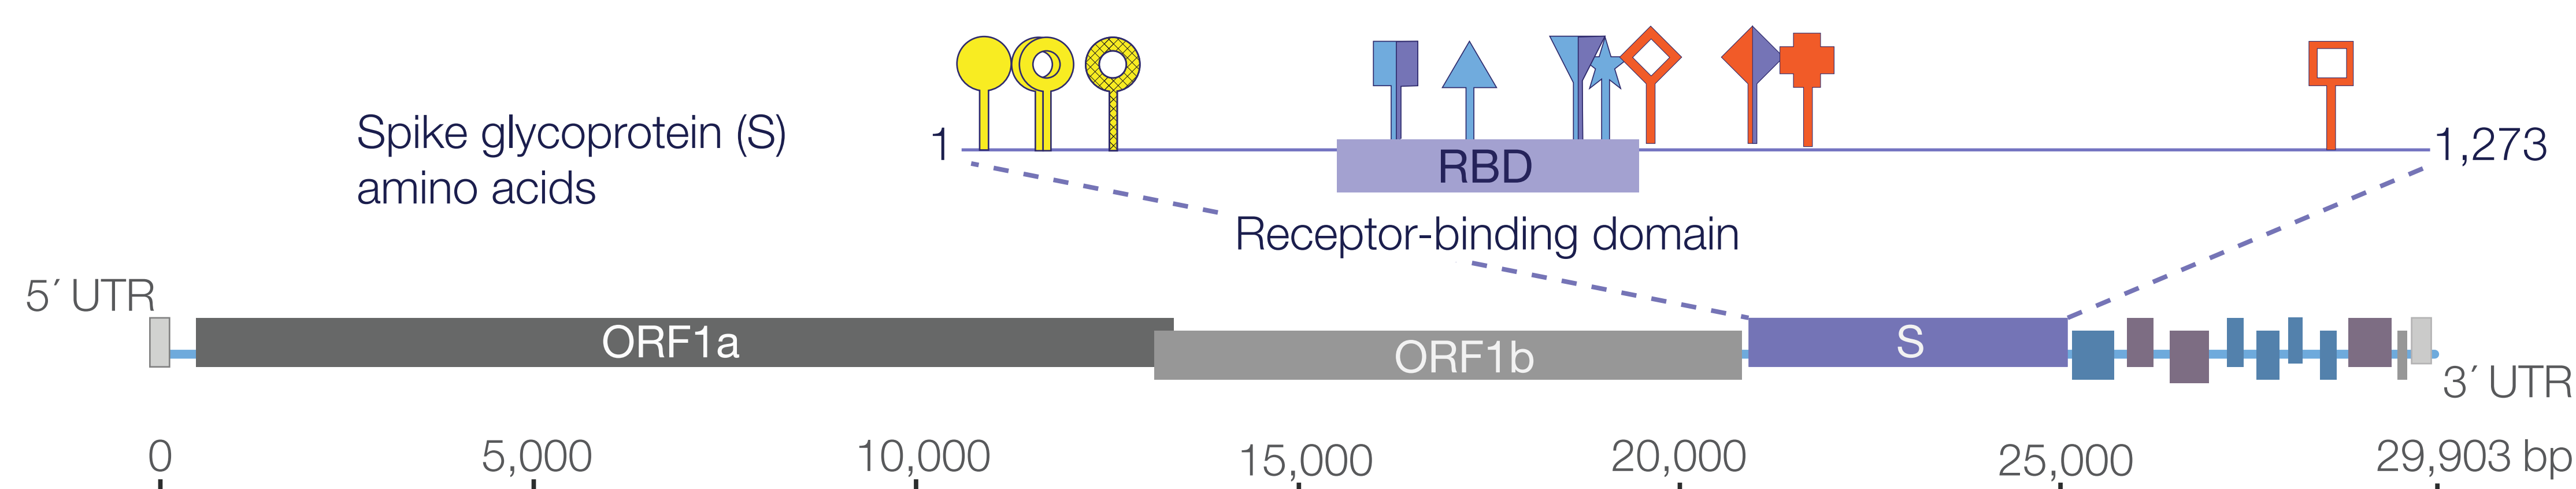 Spike glycoprotein (S)
amino acids
1
1,273
RBD
Receptor-binding domain
5´ UTR
ORF1a
ORF1b
S
3´ UTR
0
5,000
10,000
15,000
20,000
25,000
29,903 bp